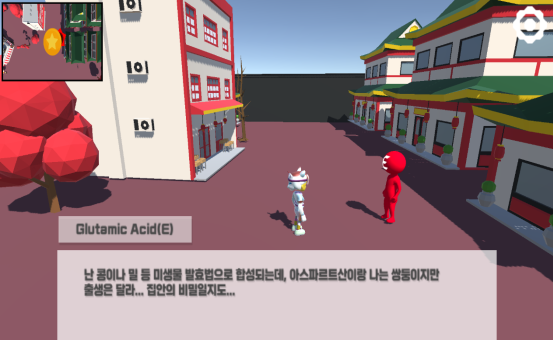 Glutamic Acid(E)
난 콩이나 밀 등 미생물 발효법으로 합성되는데, 아스파르트산이랑 나는 쌍둥이지만
출생은 달라... 집안의 비밀일지도...